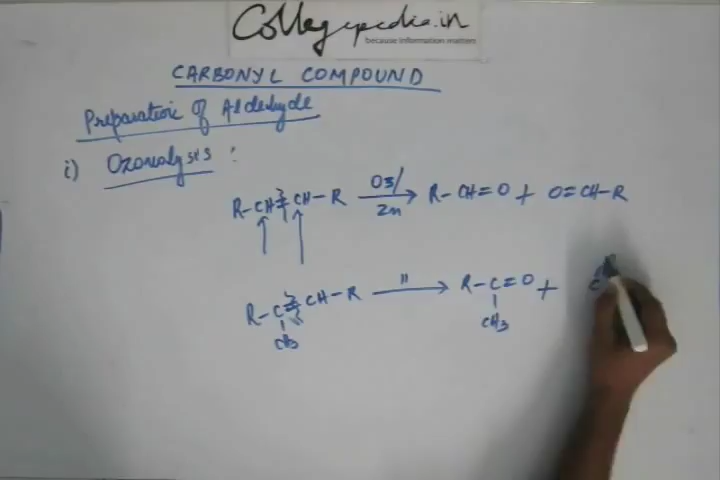 Collegepedia.in
because information matters
CARBONYL COMPOUND
Preparation of Aldehyde
i) Ozonolysis :
R-CH=CH-R O3/Zn → R-CH=O + O=CH-R
R-C=CH-R " → R-C=O +
CH3 CH3